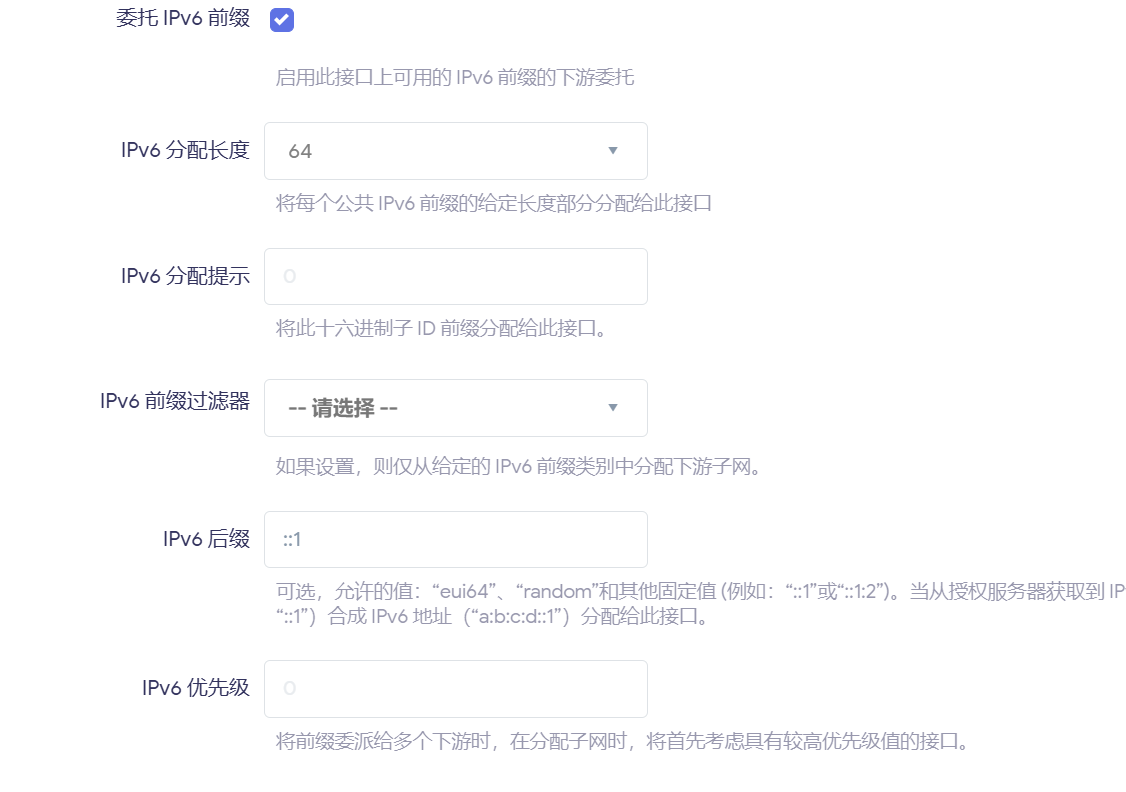 委托 IPv6 前缀
启用此接口上可用的 IPv6 前缀的下游委托
IPv6 分配长度
64
将每个公共 IPv6 前缀的给定长度部分分配给此接口
IPv6 分配提示
0
将此十六进制子 ID 前缀分配给此接口。
IPv6 前缀过滤器
-- 请选择 --
如果设置，则仅从给定的 IPv6 前缀类别中分配下游子网。
IPv6 后缀
::1
可选，允许的值：“eui64”、“random”和其他固定值 (例如：“::1”或“::1:2”)。当从授权服务器获取到 IP
“::1”）合成 IPv6 地址（“a:b:c:d::1”）分配给此接口。
IPv6 优先级
0
将前缀委派给多个下游时，在分配子网时，将首先考虑具有较高优先级值的接口。